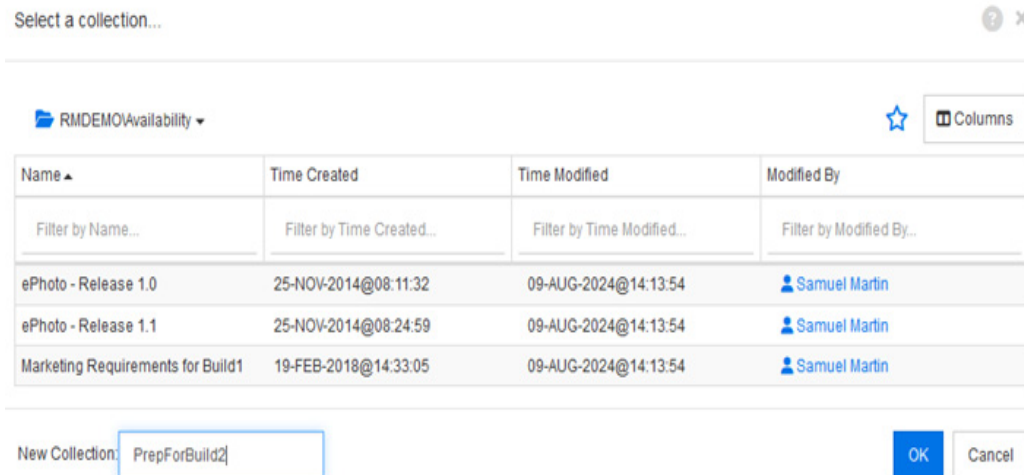 Select a collection...
RMDEMO\Availability
Columns
Name Time Created Time Modified Modified By
Filter by Name... Filter by Time Created... Filter by Time Modified... Filter by Modified By...
ePhoto - Release 1.0 25-NOV-2014@08:11:32 09-AUG-2024@14:13:54 Samuel Martin
ePhoto - Release 1.1 25-NOV-2014@08:24:59 09-AUG-2024@14:13:54 Samuel Martin
Marketing Requirements for Build1 19-FEB-2018@14:33:05 09-AUG-2024@14:13:54 Samuel Martin
New Collection: PrepForBuild2 OK Cancel